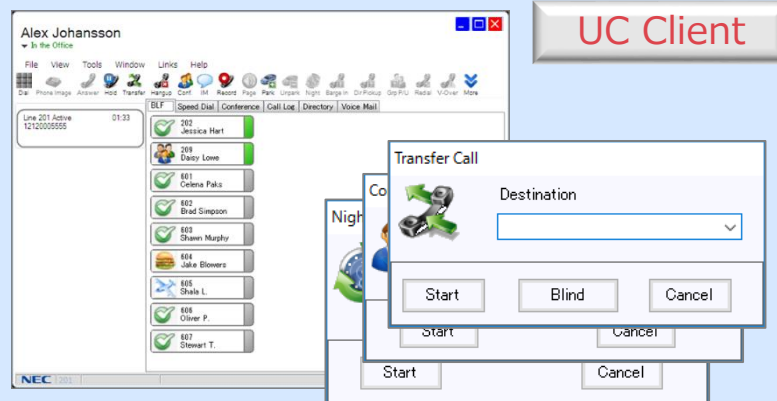 UC Client
Alex Johansson
In the Office
File View Tools Window Links Help
Dial Phone Image Answer Hold Transfer Hangup Conf IM Record Page Park Unpark Night Barge In Dir Pickup Grp P/U Redial V-Over More
BLF Speed Dial Conference Call Log Directory Voice Mail
Line 201 Active 01:33
12120005555
202
Jessica Hart
209
Daisy Lowe
601
Celena Paks
602
Brad Simpson
603
Shawn Murphy
604
Jake Blowers
605
Shala L.
606
Oliver P.
607
Stewart T.
NEC 201
Transfer Call
Destination
Start Blind Cancel
Co
Start Cancel
Nigh
Start Cancel